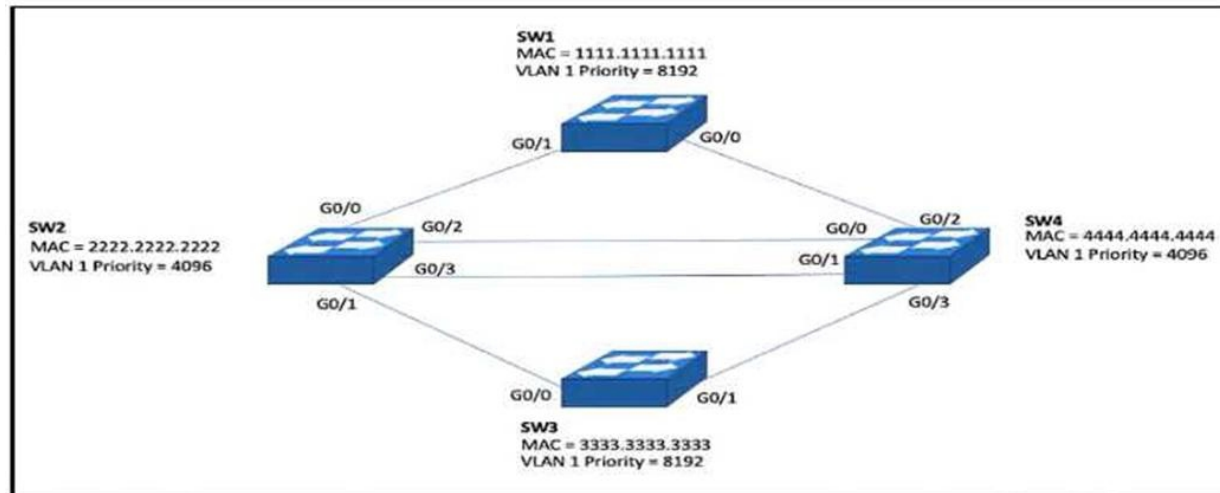 SW1
MAC = 1111.1111.1111
VLAN 1 Priority = 8192
G0/1
G0/0
G0/0
SW2
MAC = 2222.2222.2222
VLAN 1 Priority = 4096
G0/2
G0/3
G0/1
G0/0
G0/1
G0/2
G0/3
SW4
MAC = 4444.4444.4444
VLAN 1 Priority = 4096
G0/0
G0/1
SW3
MAC = 3333.3333.3333
VLAN 1 Priority = 8192